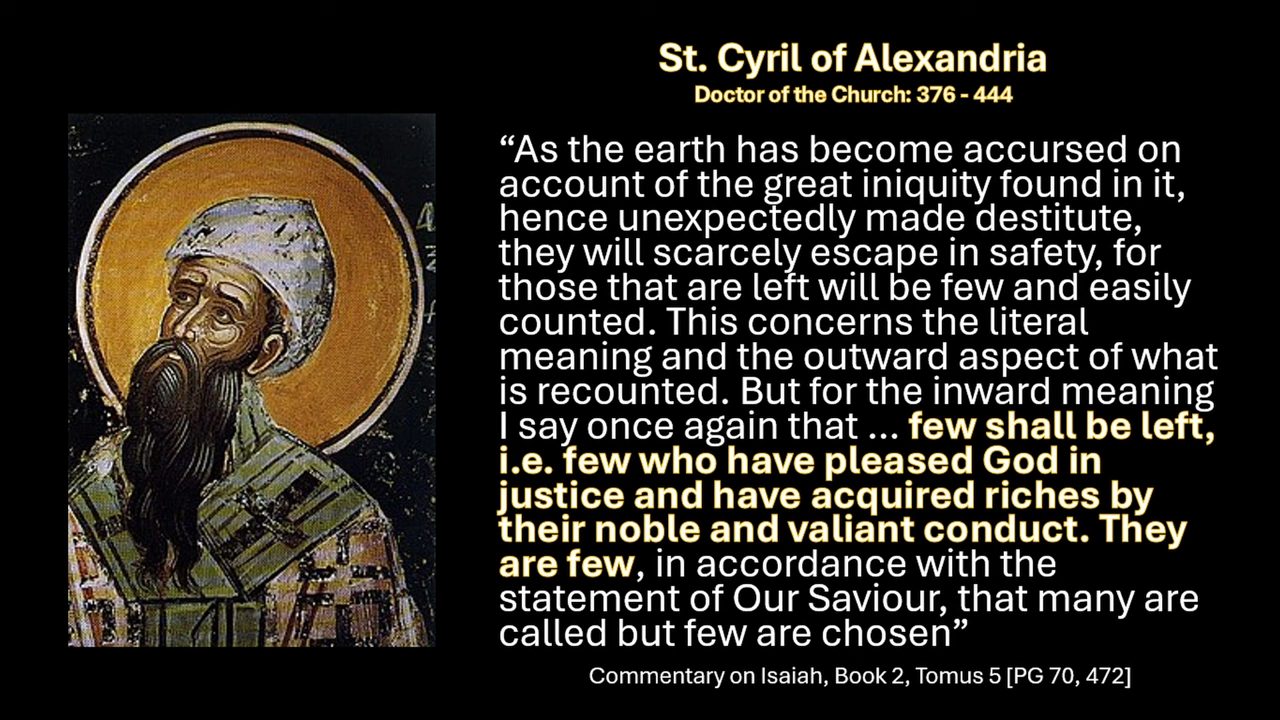 St. Cyril of Alexandria
Doctor of the Church: 376 - 444
“As the earth has become accursed on
account of the great iniquity found in it,
hence unexpectedly made destitute,
they will scarcely escape in safety, for
those that are left will be few and easily
counted. This concerns the literal
meaning and the outward aspect of what
is recounted. But for the inward meaning
I say once again that ... few shall be left,
i.e. few who have pleased God in
justice and have acquired riches by
their noble and valiant conduct. They
are few, in accordance with the
statement of Our Saviour, that many are
called but few are chosen”
Commentary on Isaiah, Book 2, Tomus 5 [PG 70, 472]